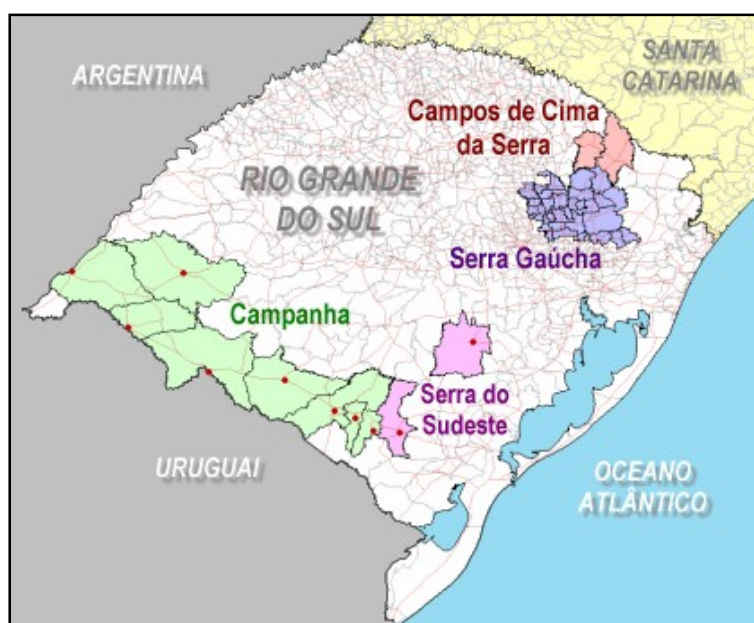 ARGENTINA
SANTA
CATARINA
Campos de Cima
da Serra
RIO GRANDE
DO SUL
Serra Gaúcha
Campanha
Serra do
Sudeste
URUGUAI
OCEANO
ATLÂNTICO